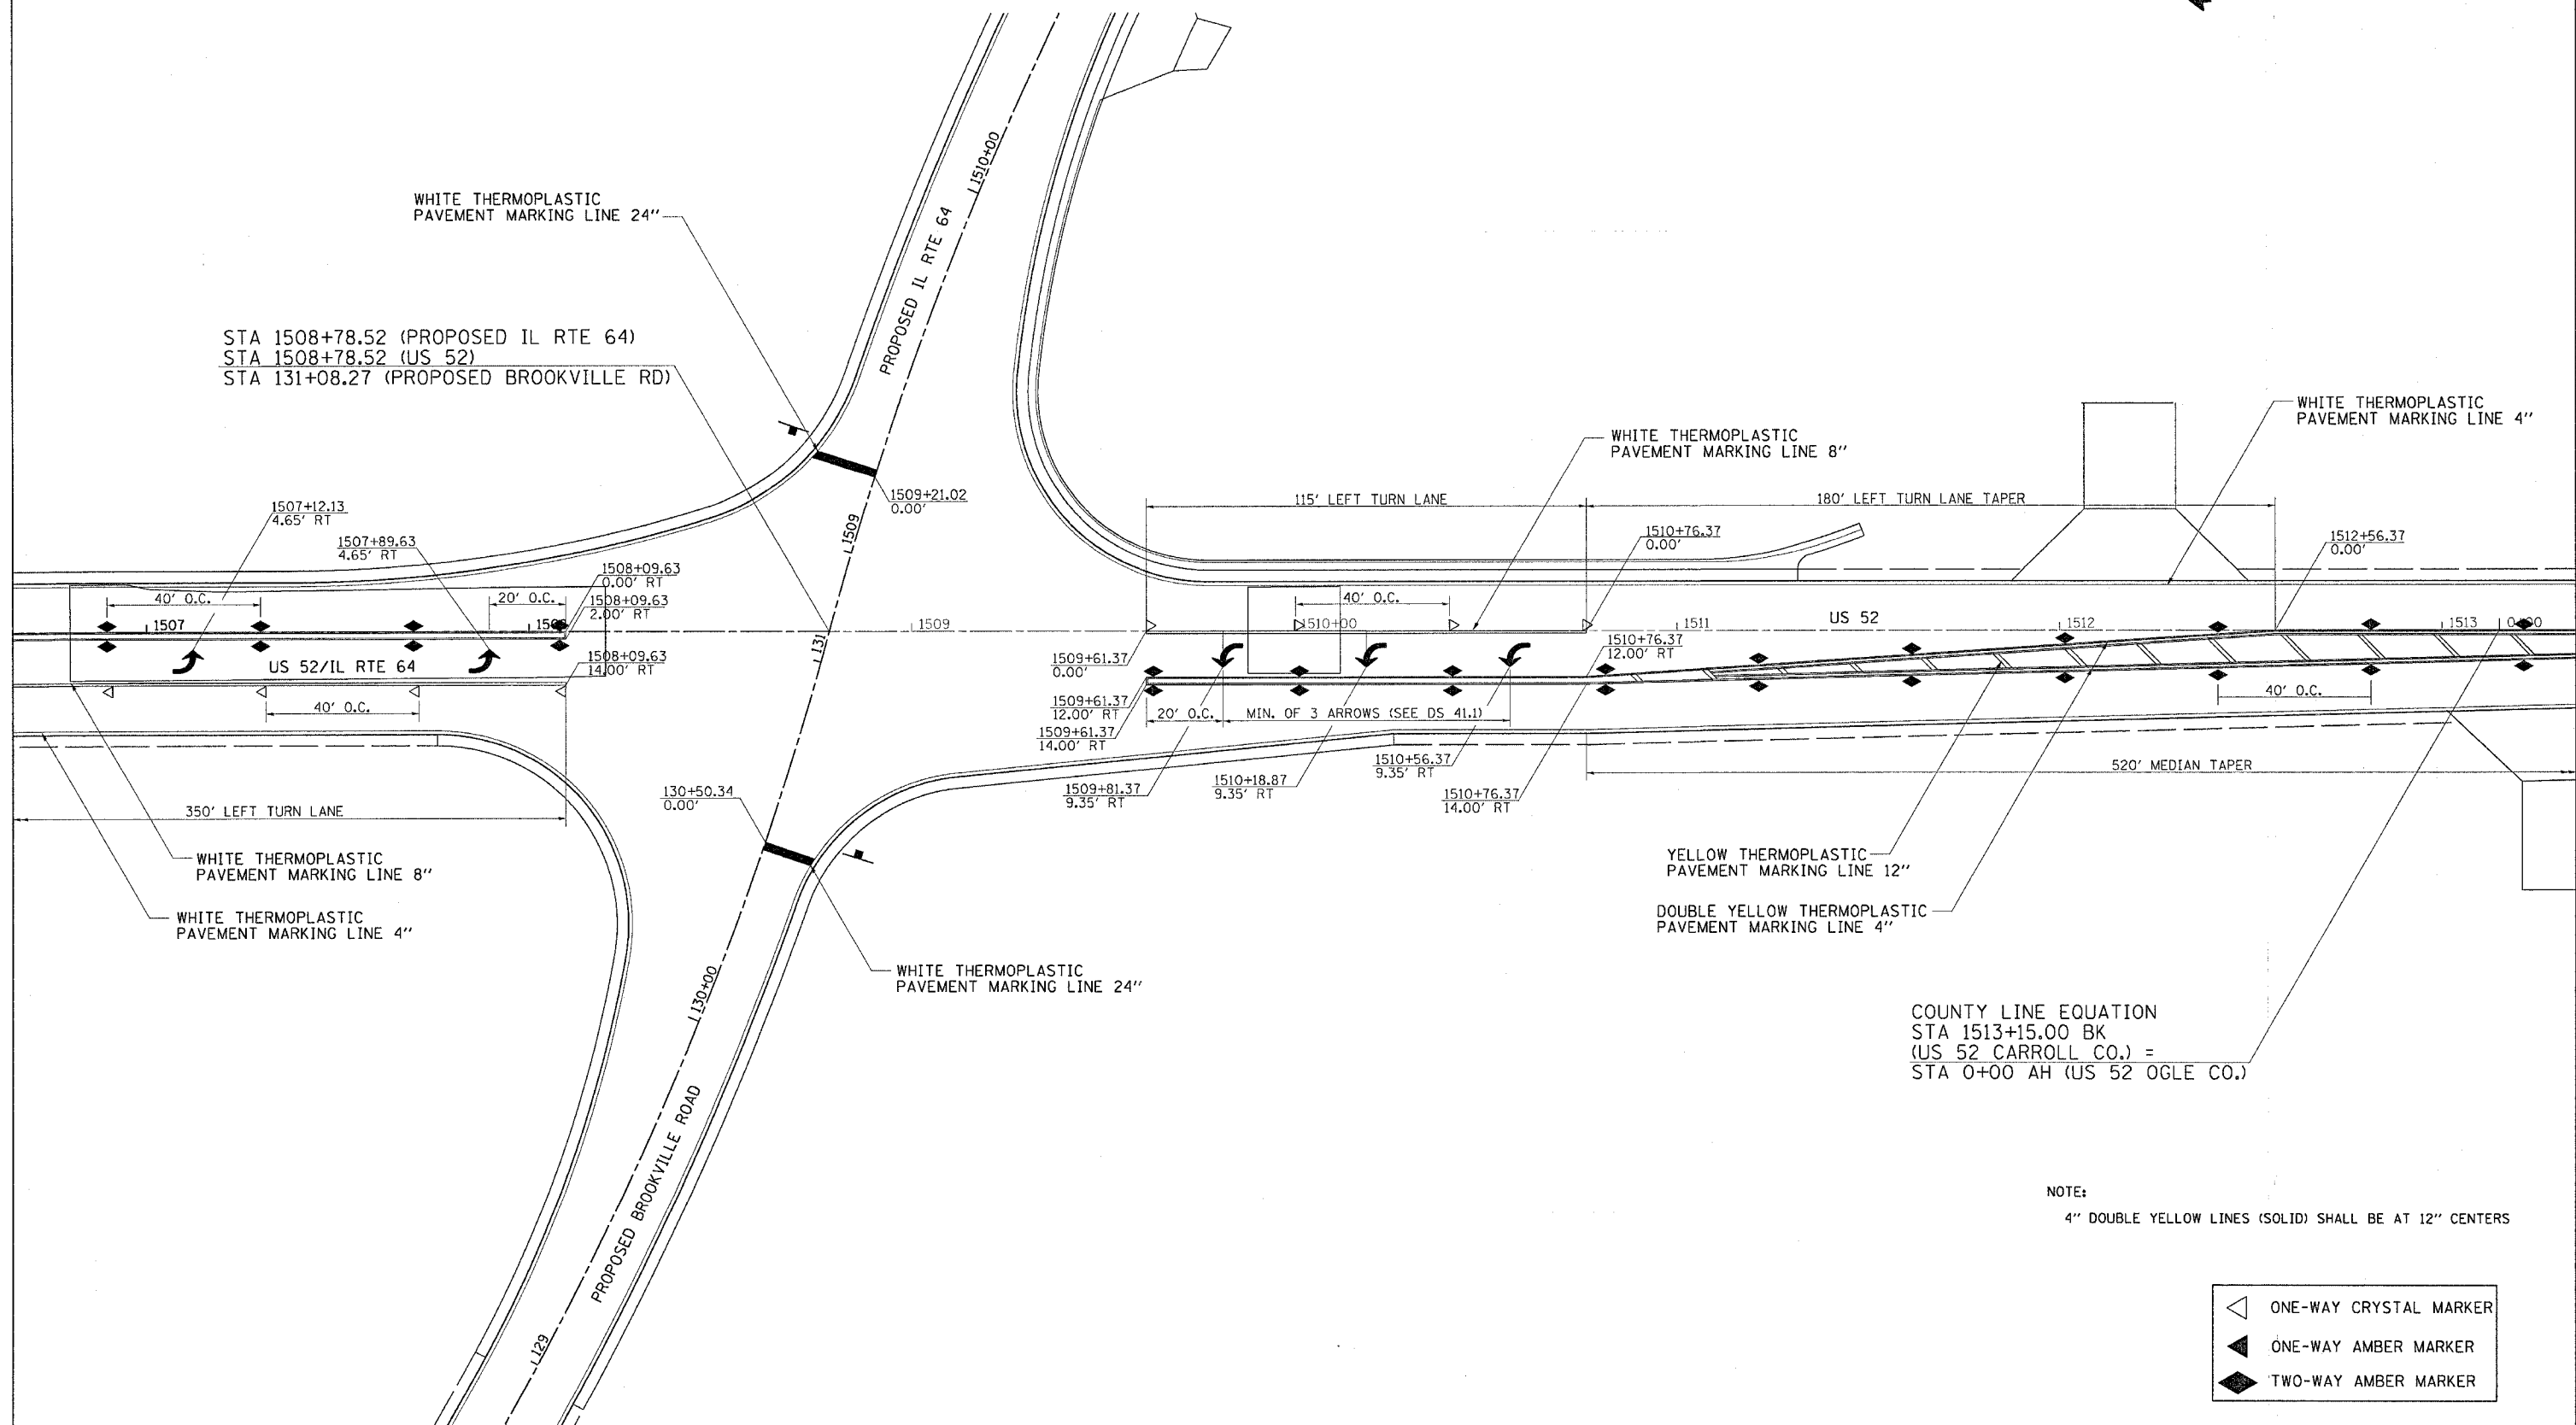 WHITE THERMOPLASTIC
PAVEMENT MARKING LINE 24"
STA 1508+78.52 (PROPOSED IL RTE 64)
STA 1508+78.52 (US 52)
STA 131+08.27 (PROPOSED BROOKVILLE RD)
1510+00
PROPOSED IL RTE 64
1509
1509+21.02
0.00'
WHITE THERMOPLASTIC
PAVEMENT MARKING LINE 8"
WHITE THERMOPLASTIC
PAVEMENT MARKING LINE 4"
115' LEFT TURN LANE
180' LEFT TURN LANE TAPER
1507+12.13
4.65' RT
1507+89.63
4.65' RT
1508+09.63
0.00' RT
1508+09.63
2.00' RT
1508+09.63
14.00' RT
40' O.C.
20' O.C.
1507
1508
US 52/IL RTE 64
40' O.C.
350' LEFT TURN LANE
131
1509
40' O.C.
1510+00
1510+76.37
0.00'
1511
US 52
1512
1512+56.37
0.00'
1513
0+00
1509+61.37
0.00'
1509+61.37
12.00' RT
1509+61.37
14.00' RT
20' O.C.
MIN. OF 3 ARROWS (SEE DS 41.1)
1510+76.37
12.00' RT
40' O.C.
1509+81.37
9.35' RT
1510+18.87
9.35' RT
1510+56.37
9.35' RT
1510+76.37
14.00' RT
520' MEDIAN TAPER
130+50.34
0.00'
WHITE THERMOPLASTIC
PAVEMENT MARKING LINE 8"
WHITE THERMOPLASTIC
PAVEMENT MARKING LINE 4"
WHITE THERMOPLASTIC
PAVEMENT MARKING LINE 24"
YELLOW THERMOPLASTIC
PAVEMENT MARKING LINE 12"
DOUBLE YELLOW THERMOPLASTIC
PAVEMENT MARKING LINE 4"
130+00
PROPOSED BROOKVILLE ROAD
129
COUNTY LINE EQUATION
STA 1513+15.00 BK
(US 52 CARROLL CO.) =
STA 0+00 AH (US 52 OGLE CO.)
NOTE:
4" DOUBLE YELLOW LINES (SOLID) SHALL BE AT 12" CENTERS
ONE-WAY CRYSTAL MARKER
ONE-WAY AMBER MARKER
TWO-WAY AMBER MARKER